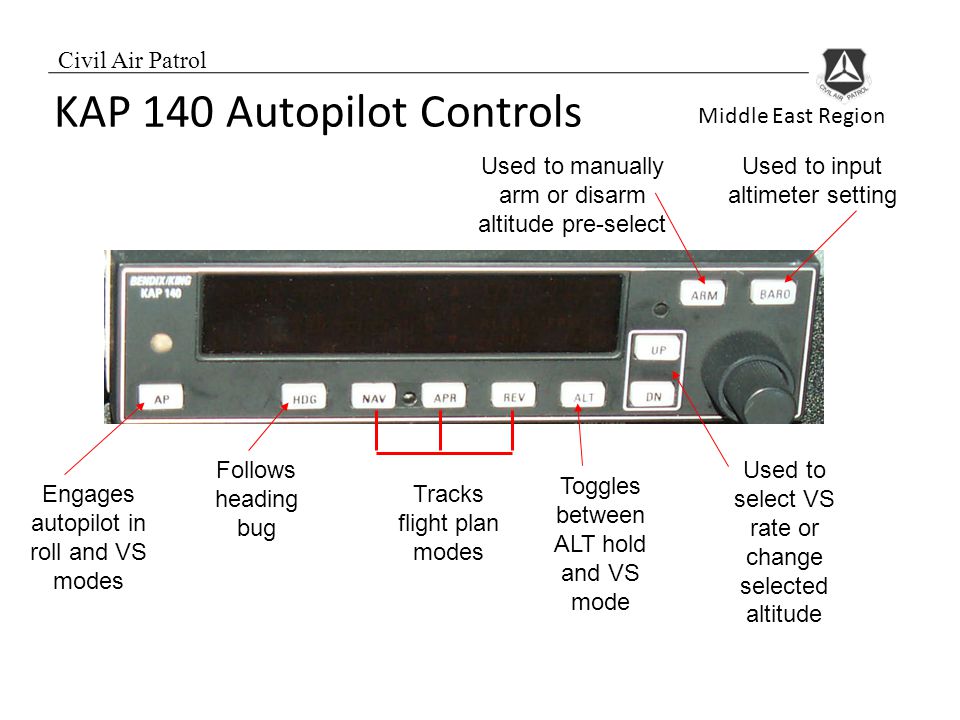 Civil Air Patrol
CIVIL AIR PATROL
KAP 140 Autopilot Controls
Middle East Region
Used to manually
arm or disarm
altitude pre-select
Used to input
altimeter setting
BENDIX/KING
KAP 140
ARM
BARO
UP
AP
HDG
NAV
APR
REV
ALT
DN
Engages
autopilot in
roll and VS
modes
Follows
heading
bug
Tracks
flight plan
modes
Toggles
between
ALT hold
and VS
mode
Used to
select VS
rate or
change
selected
altitude